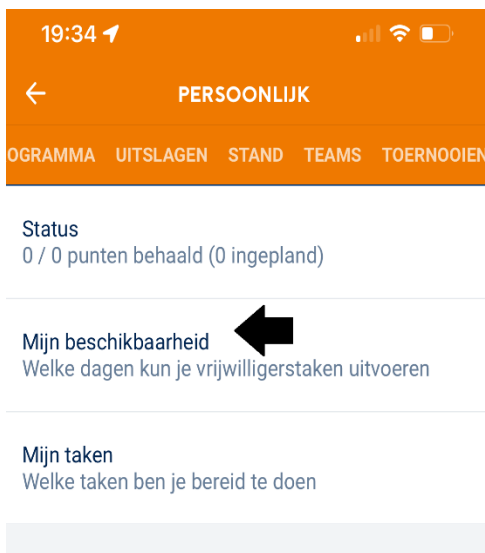 19:34
PERSOONLIJK
OGRAMMA UITSLAGEN STAND TEAMS TOERNOOIEN
Status
0 / 0 punten behaald (0 ingepland)
Mijn beschikbaarheid
Welke dagen kun je vrijwilligerstaken uitvoeren
Mijn taken
Welke taken ben je bereid te doen